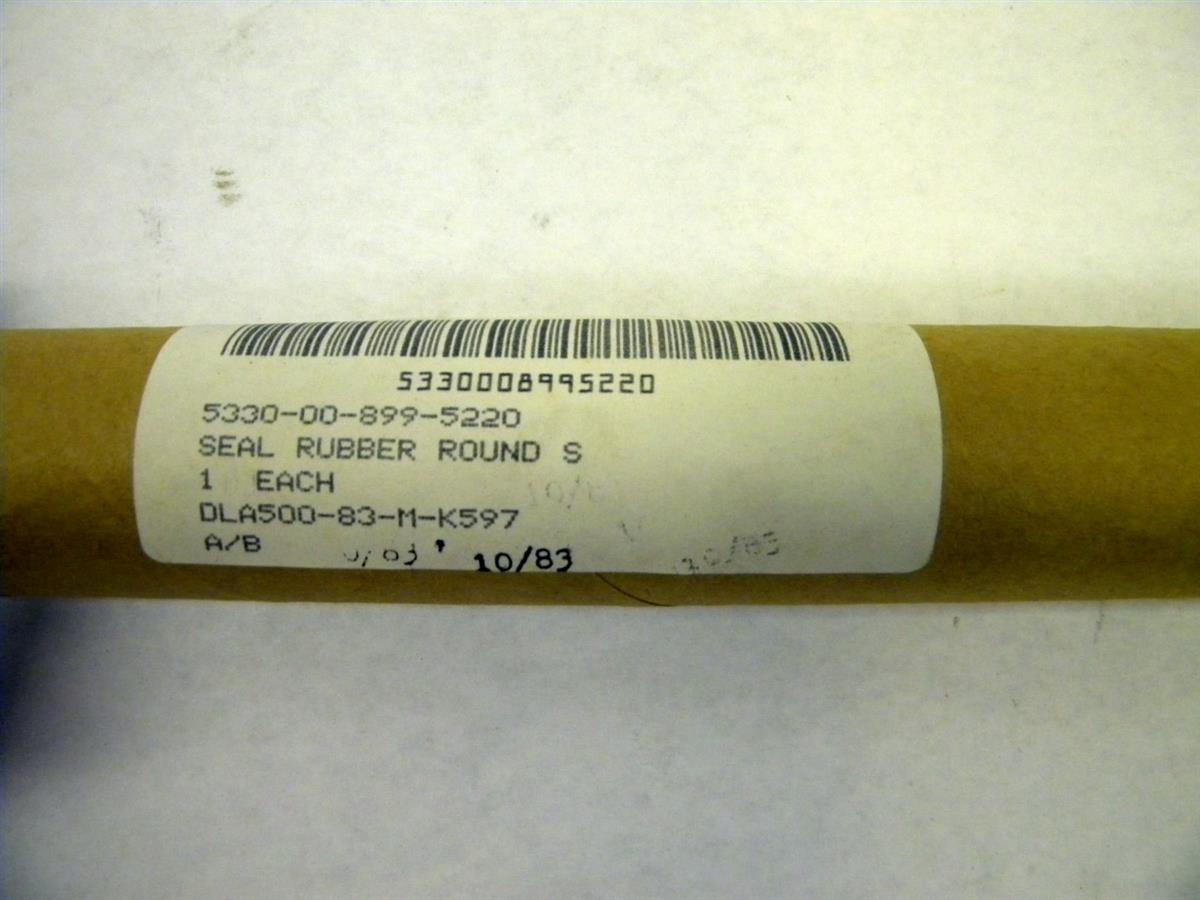 5330008995220
5330-00-899-5220
SEAL RUBBER ROUND S
1 EACH
DLA500-83-M-K597
A/B 10/83